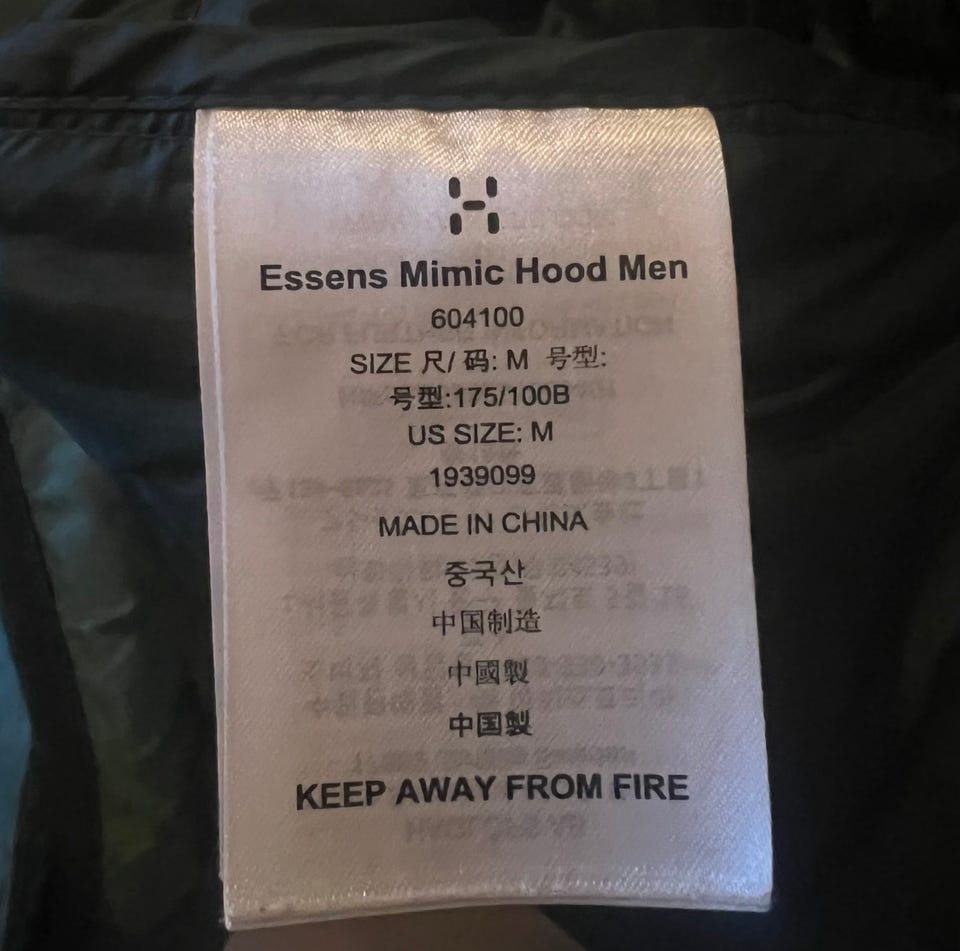 Essens Mimic Hood Men
604100
SIZE 尺/ 码: M 号型:
号型:175/100B
US SIZE: M
1939099
MADE IN CHINA
중국산
中国制造
中國製
中国製
KEEP AWAY FROM FIRE